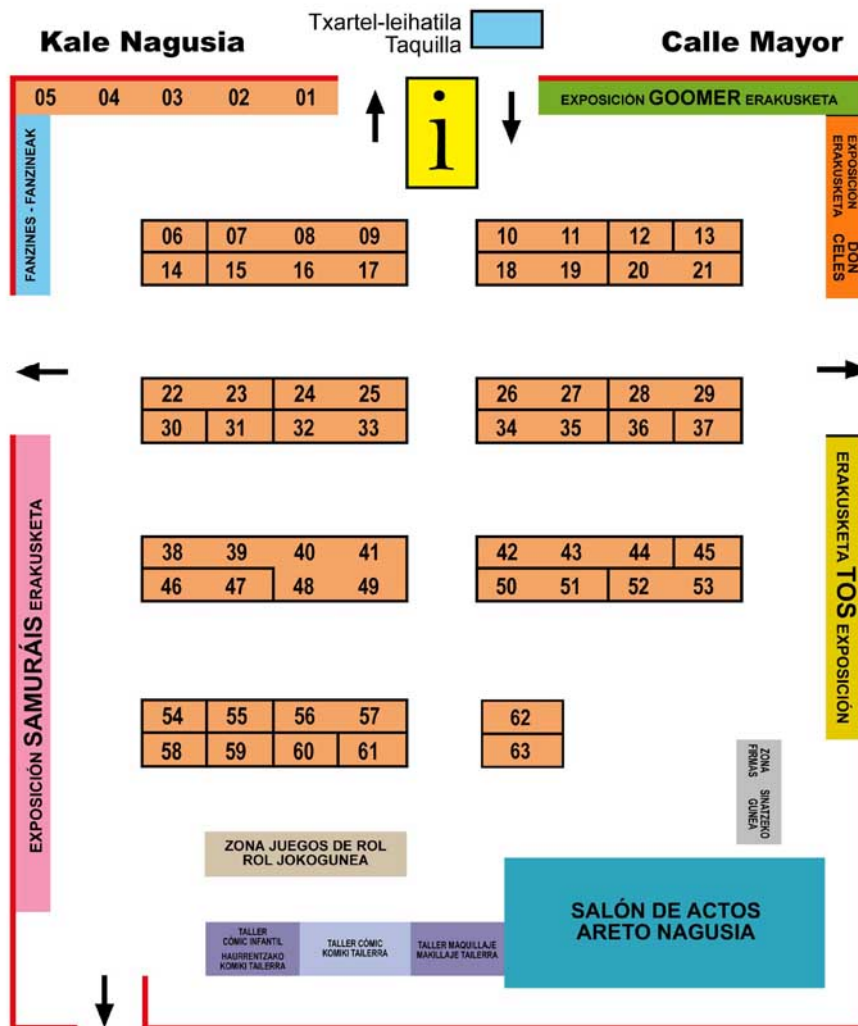 Txartel-leihatila
Taquilla
Kale Nagusia
Calle Mayor
05 04 03 02 01
i
EXPOSICIÓN GOOMER ERAKUSKETA
FANZINES - FANZINEAK
EXPOSICIÓN DON
ERAKUSKETA CELES
06 07 08 09
14 15 16 17
10 11 12 13
18 19 20 21
22 23 24 25
30 31 32 33
26 27 28 29
34 35 36 37
EXPOSICIÓN SAMURÁIS ERAKUSKETA
ERAKUSKETA TOS EXPOSICIÓN
38 39 40 41
46 47 48 49
42 43 44 45
50 51 52 53
54 55 56 57
58 59 60 61
62
63
ZONA SINATZEKO
FIRMAS GUNEA
ZONA JUEGOS DE ROL
ROL JOKOGUNEA
TALLER
CÓMIC INFANTIL
HAURRENTZAKO
KOMIKI TAILERRA
TALLER CÓMIC
KOMIKI TAILERRA
TALLER MAQUILLAJE
MAKILLAJE TAILERRA
SALÓN DE ACTOS
ARETO NAGUSIA